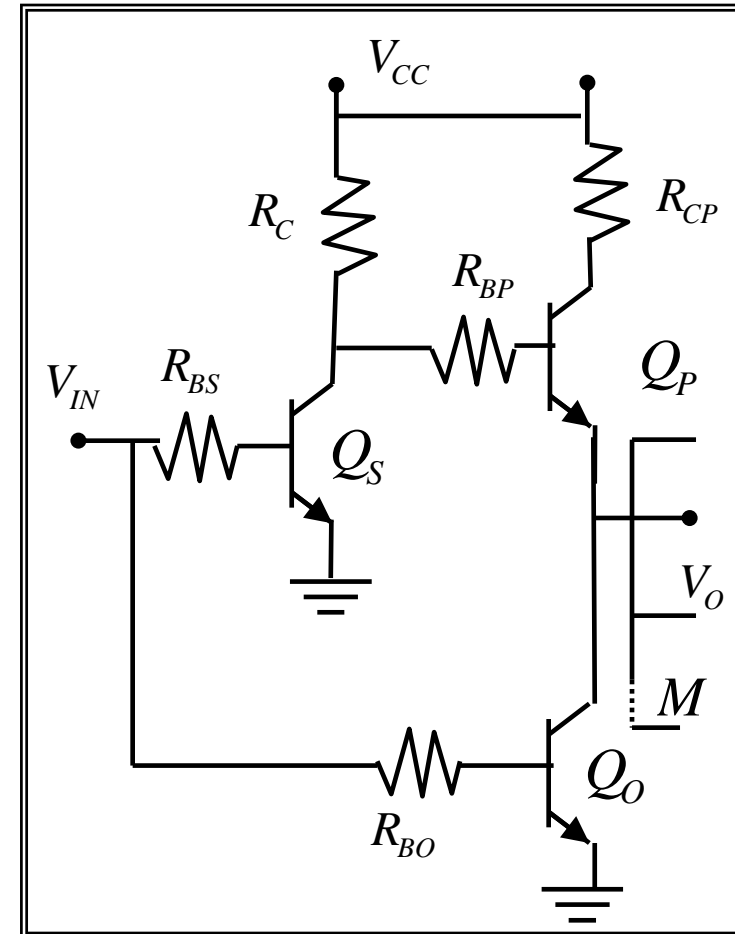 V_CC
R_C
R_CP
R_BP
V_IN
R_BS
Q_P
Q_S
V_O
M
Q_O
R_BO